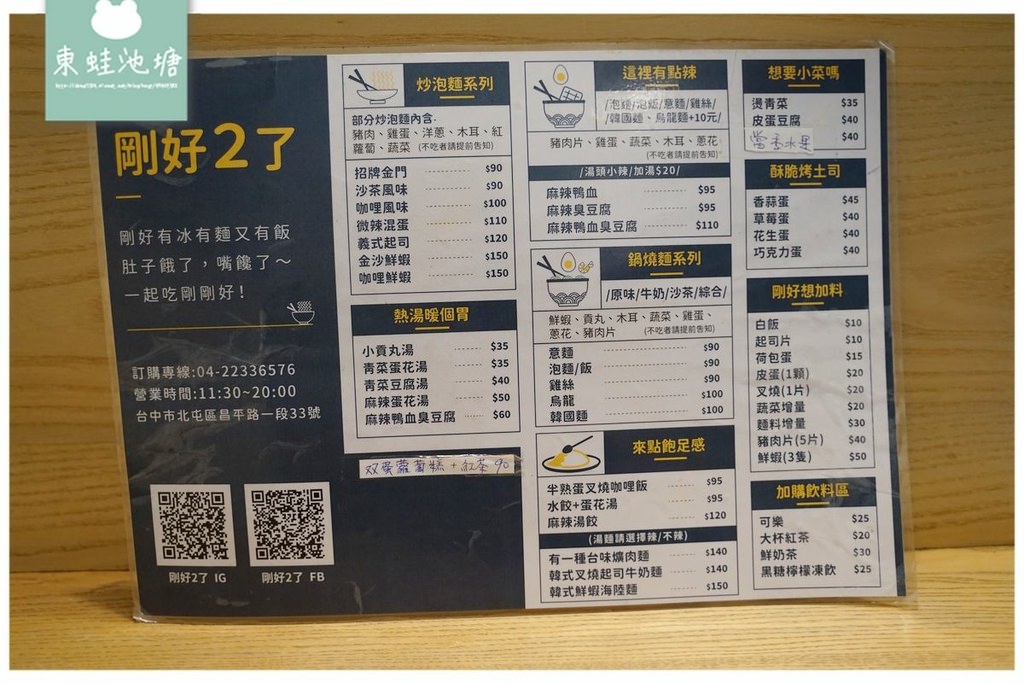 東蛙池塘
剛好2了
剛好有冰有麵又有飯
肚子餓了，嘴饞了～
一起吃剛剛好！
訂購專線:04-22336576
營業時間:11:30~20:00
台中市北屯區昌平路一段33號
剛好2了 IG
剛好2了 FB
炒泡麵系列
部分炒泡麵內含-
豬肉、雞蛋、洋蔥、木耳、紅
蘿蔔、蔬菜 (不吃者請提前告知)
招牌金門 $90
沙茶風味 $90
咖哩風味 $100
微辣混蛋 $110
義式起司 $120
金沙鮮蝦 $150
咖哩鮮蝦 $150
熱湯暖個胃
小貢丸湯 $35
青菜蛋花湯 $35
青菜豆腐湯 $40
麻辣蛋花湯 $50
麻辣鴨血臭豆腐 $60
双蛋蘿蔔糕+紅茶 90
這裡有點辣
/泡麵/泡飯/意麵/雞絲/
/韓國麵、烏龍麵+10元/
豬肉片、雞蛋、蔬菜、木耳、蔥花
(不吃者請提前告知)
/湯頭小辣/加湯$20/
麻辣鴨血 $95
麻辣臭豆腐 $95
麻辣鴨血臭豆腐 $110
鍋燒麵系列
/原味/牛奶/沙茶/綜合/
鮮蝦、貢丸、木耳、蔬菜、雞蛋、
蔥花、豬肉片 (不吃者請提前告知)
意麵 $90
泡麵/飯 $90
雞絲 $90
烏龍 $100
韓國麵 $100
來點飽足感
半熟蛋叉燒咖哩飯 $95
水餃+蛋花湯 $95
麻辣湯餃 $120
(湯麵請選擇辣/不辣)
有一種台味爌肉麵 $140
韓式叉燒起司牛奶麵 $140
韓式鮮蝦海陸麵 $150
想要小菜嗎
燙青菜 $35
皮蛋豆腐 $40
當季水果 $40
酥脆烤土司
香蒜蛋 $45
草莓蛋 $40
花生蛋 $40
巧克力蛋 $40
剛好想加料
白飯 $10
起司片 $10
荷包蛋 $15
皮蛋(1顆) $20
叉燒(1片) $20
蔬菜增量 $20
麵料增量 $30
豬肉片(5片) $40
鮮蝦(3隻) $50
加購飲料區
可樂 $25
大杯紅茶 $20
鮮奶茶 $30
黑糖檸檬凍飲 $25